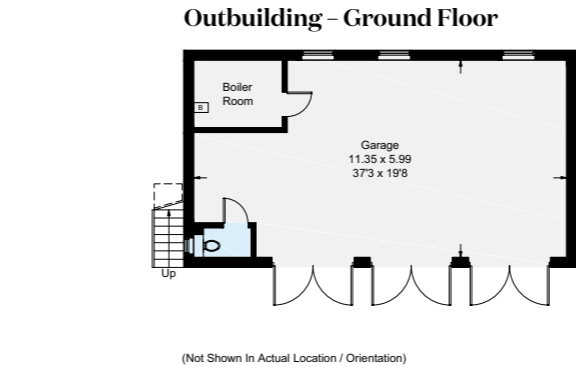 Outbuilding – Ground Floor
Boiler
Room
B
Garage
11.35 x 5.99
37'3 x 19'8
Up
(Not Shown In Actual Location / Orientation)